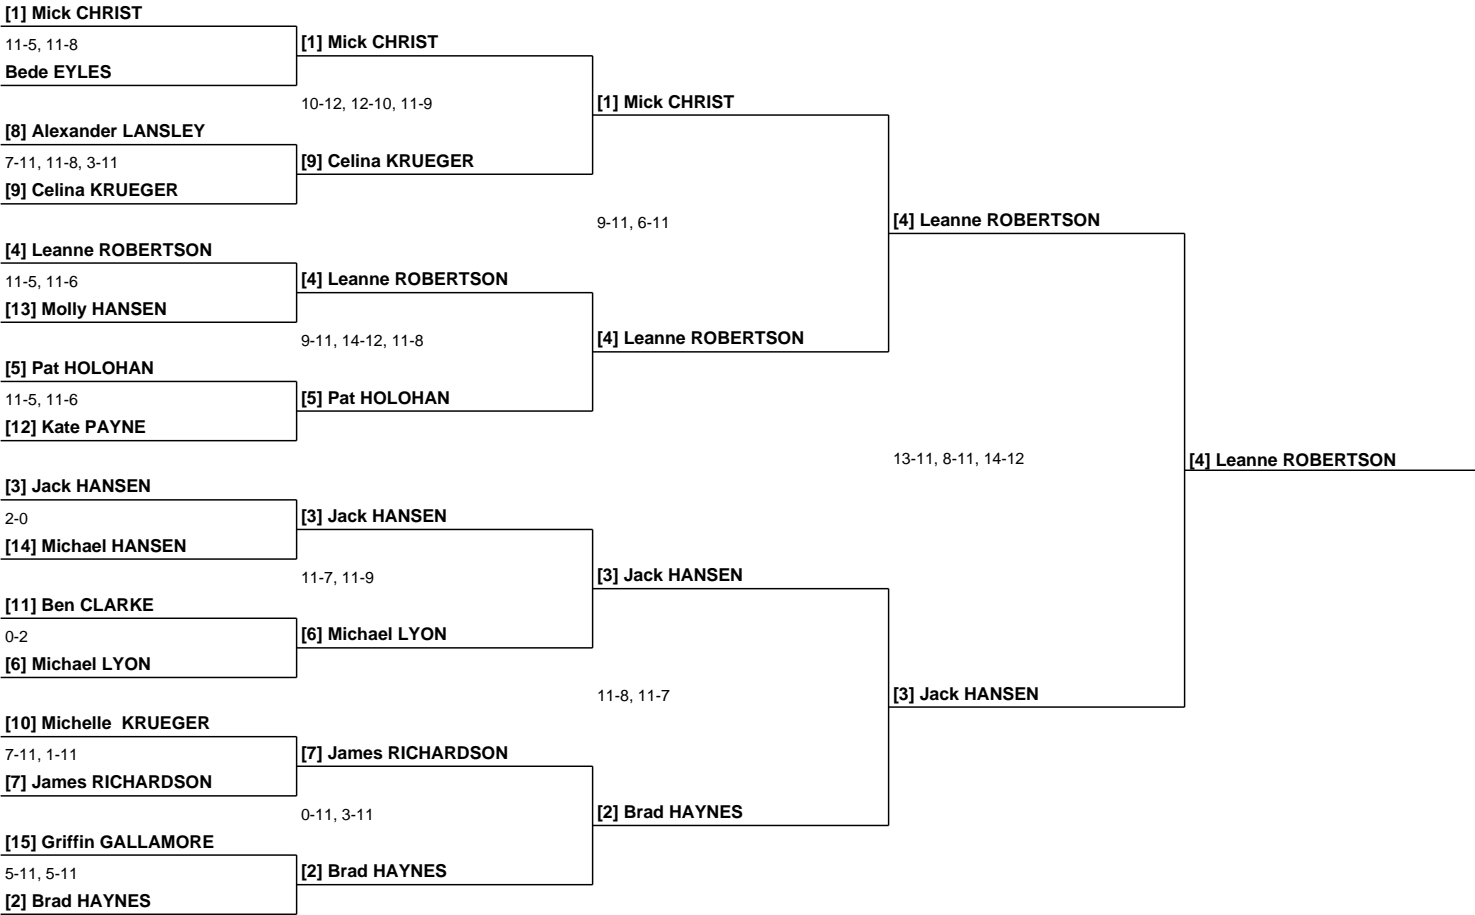 [1] Mick CHRIST
11-5, 11-8
Bede EYLES
[8] Alexander LANSLEY
7-11, 11-8, 3-11
[9] Celina KRUEGER
[4] Leanne ROBERTSON
11-5, 11-6
[13] Molly HANSEN
[5] Pat HOLOHAN
11-5, 11-6
[12] Kate PAYNE
[3] Jack HANSEN
2-0
[14] Michael HANSEN
[11] Ben CLARKE
0-2
[6] Michael LYON
[10] Michelle  KRUEGER
7-11, 1-11
[7] James RICHARDSON
[15] Griffin GALLAMORE
5-11, 5-11
[2] Brad HAYNES
[1] Mick CHRIST
10-12, 12-10, 11-9
[9] Celina KRUEGER
[4] Leanne ROBERTSON
9-11, 14-12, 11-8
[5] Pat HOLOHAN
[3] Jack HANSEN
11-7, 11-9
[6] Michael LYON
[7] James RICHARDSON
0-11, 3-11
[2] Brad HAYNES
[1] Mick CHRIST
9-11, 6-11
[4] Leanne ROBERTSON
[3] Jack HANSEN
11-8, 11-7
[2] Brad HAYNES
[4] Leanne ROBERTSON
13-11, 8-11, 14-12
[3] Jack HANSEN
[4] Leanne ROBERTSON